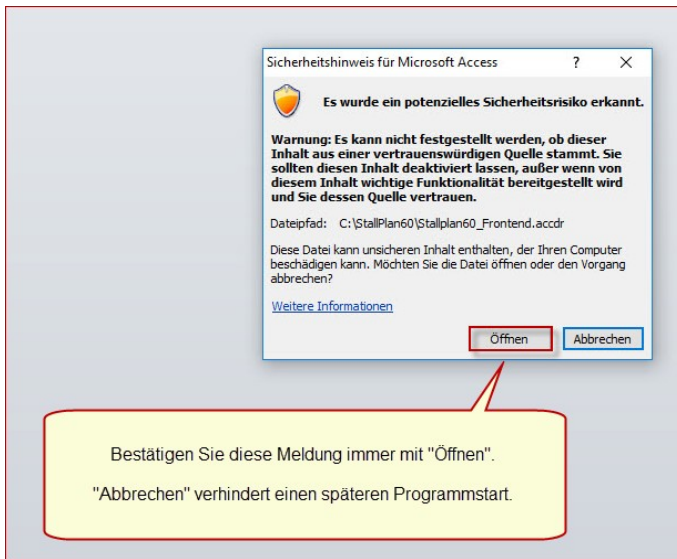 Sicherheitshinweis für Microsoft Access
Es wurde ein potenzielles Sicherheitsrisiko erkannt.
Warnung: Es kann nicht festgestellt werden, ob dieser
Inhalt aus einer vertrauenswürdigen Quelle stammt. Sie
sollten diesen Inhalt deaktiviert lassen, außer wenn von
diesem Inhalt wichtige Funktionalität bereitgestellt wird
und Sie dessen Quelle vertrauen.
Dateipfad: C:\StallPlan60\Stallplan60_Frontend.accdr
Diese Datei kann unsicheren Inhalt enthalten, der Ihren Computer
beschädigen kann. Möchten Sie die Datei öffnen oder den Vorgang
abbrechen?
Weitere Informationen
Öffnen Abbrechen
Bestätigen Sie diese Meldung immer mit "Öffnen".
"Abbrechen" verhindert einen späteren Programmstart.